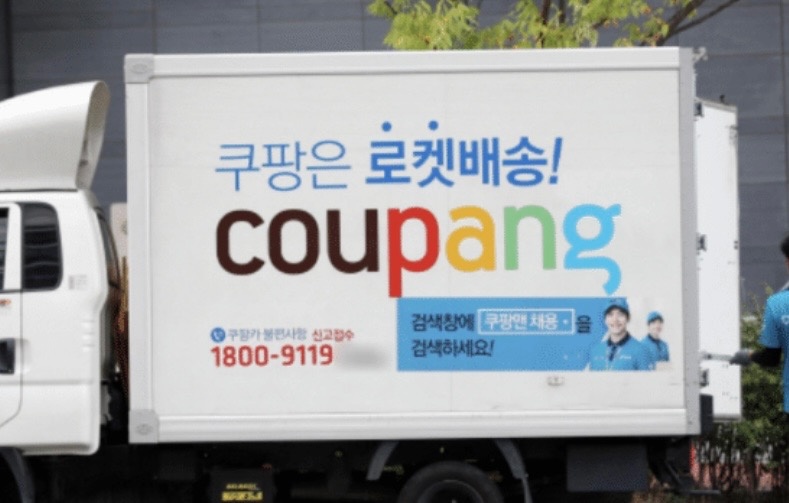 쿠팡은 로켓배송!
coupang
쿠팡카 불편사항 신고접수
1800-9119
검색창에 쿠팡맨 채용 을
검색하세요!